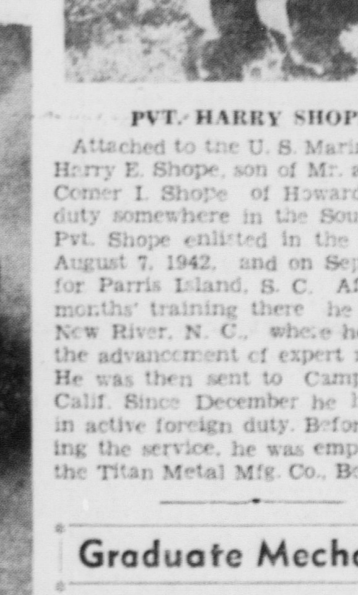 PVT. HARRY SHOP
Attached to the U. S. Marin
Harry E. Shope, son of Mr. a
Comer I. Shope of Howard
duty somewhere in the Sou
Pvt. Shope enlisted in the
August 7, 1942, and on Sep
for Parris Island, S. C. Af
months' training there he
New River, N. C., where he
the advancement of expert
He was then sent to Camp
Calif. Since December he
in active foreign duty. Befor
ing the service, he was emp
the Titan Metal Mfg. Co., Be
Graduate Mecha